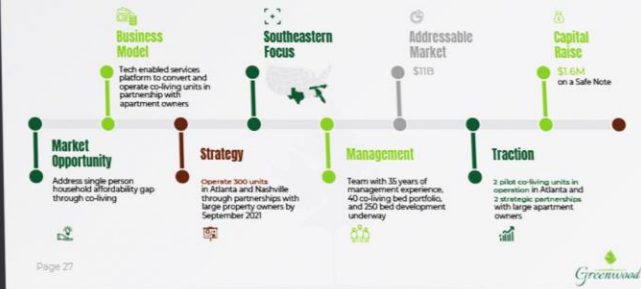 Business
Model
Tech enabled services
platform to convert and
operate co-living units in
partnership with
apartment owners
Southeastern
Focus
Addressable
Market
$11B
Capital
Raise
$1.6M
on a Safe Note
Market
Opportunity
Address single person
household affordability gap
through co-living
Strategy
Operate 300 units
in Atlanta and Nashville
through partnerships with
large property owners by
September 2021
Management
Team with 35 years of
management experience,
40 co-living bed portfolio,
and 250 bed development
underway
Traction
2 pilot co-living units in
operation in Atlanta and
2 strategic partnerships
with large apartment
owners
Page 27
Greenwood